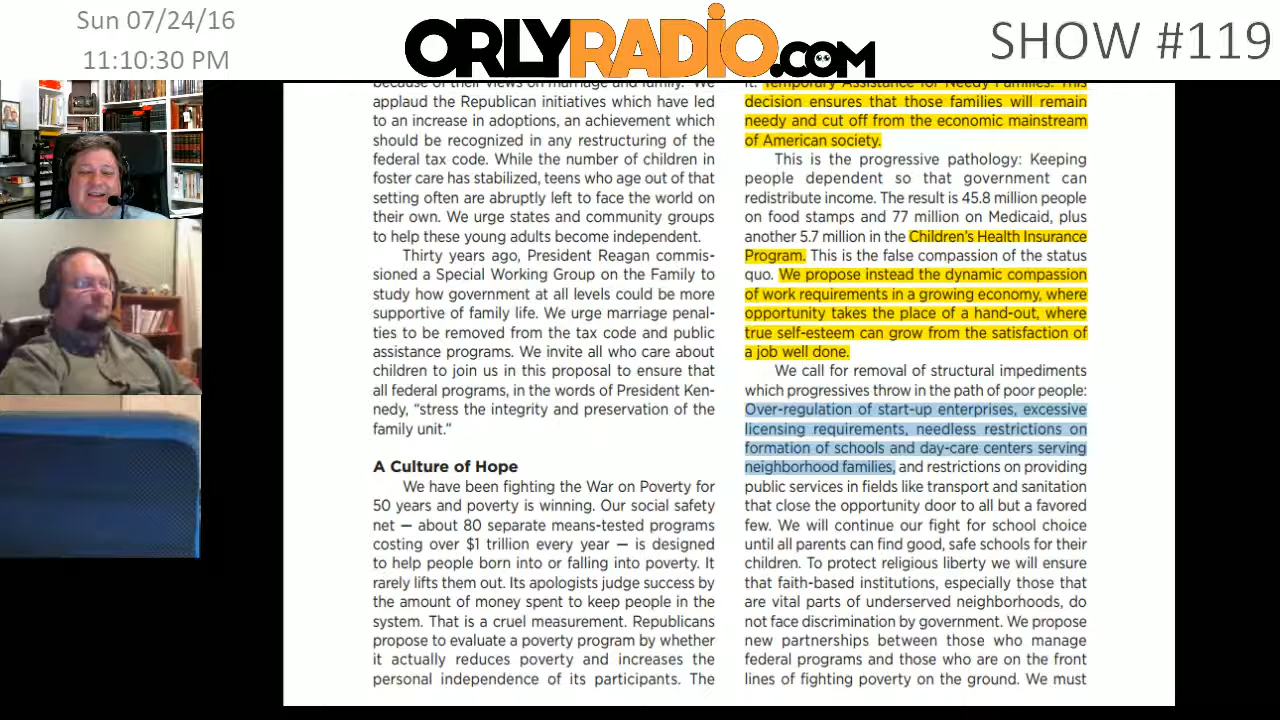 Sun 07/24/16
11:10:30 PM
ORLYRADIO.COM
SHOW #119
because of their views on marriage and family. We
applaud the Republican initiatives which have led
to an increase in adoptions, an achievement which
should be recognized in any restructuring of the
federal tax code. While the number of children in
foster care has stabilized, teens who age out of that
setting often are abruptly left to face the world on
their own. We urge states and community groups
to help these young adults become independent.
Thirty years ago, President Reagan commis-
sioned a Special Working Group on the Family to
study how government at all levels could be more
supportive of family life. We urge marriage penal-
ties to be removed from the tax code and public
assistance programs. We invite all who care about
children to join us in this proposal to ensure that
all federal programs, in the words of President Ken-
nedy, “stress the integrity and preservation of the
family unit.”
A Culture of Hope
We have been fighting the War on Poverty for
50 years and poverty is winning. Our social safety
net — about 80 separate means-tested programs
costing over $1 trillion every year — is designed
to help people born into or falling into poverty. It
rarely lifts them out. Its apologists judge success by
the amount of money spent to keep people in the
system. That is a cruel measurement. Republicans
propose to evaluate a poverty program by whether
it actually reduces poverty and increases the
personal independence of its participants. The
it: Temporary Assistance for Needy Families. This
decision ensures that those families will remain
needy and cut off from the economic mainstream
of American society.
This is the progressive pathology: Keeping
people dependent so that government can
redistribute income. The result is 45.8 million people
on food stamps and 77 million on Medicaid, plus
another 5.7 million in the Children’s Health Insurance
Program. This is the false compassion of the status
quo. We propose instead the dynamic compassion
of work requirements in a growing economy, where
opportunity takes the place of a hand-out, where
true self-esteem can grow from the satisfaction of
a job well done.
We call for removal of structural impediments
which progressives throw in the path of poor people:
Over-regulation of start-up enterprises, excessive
licensing requirements, needless restrictions on
formation of schools and day-care centers serving
neighborhood families, and restrictions on providing
public services in fields like transport and sanitation
that close the opportunity door to all but a favored
few. We will continue our fight for school choice
until all parents can find good, safe schools for their
children. To protect religious liberty we will ensure
that faith-based institutions, especially those that
are vital parts of underserved neighborhoods, do
not face discrimination by government. We propose
new partnerships between those who manage
federal programs and those who are on the front
lines of fighting poverty on the ground. We must